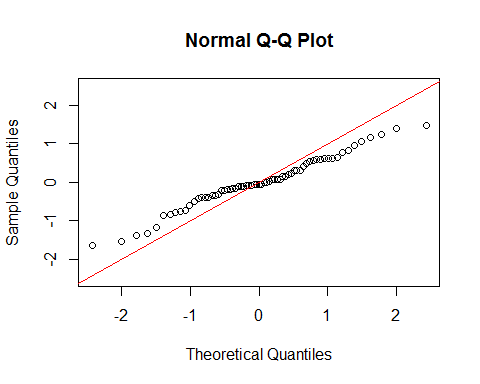 Normal Q-Q Plot
Sample Quantiles
2
1
0
-1
-2
-2 -1 0 1 2
Theoretical Quantiles